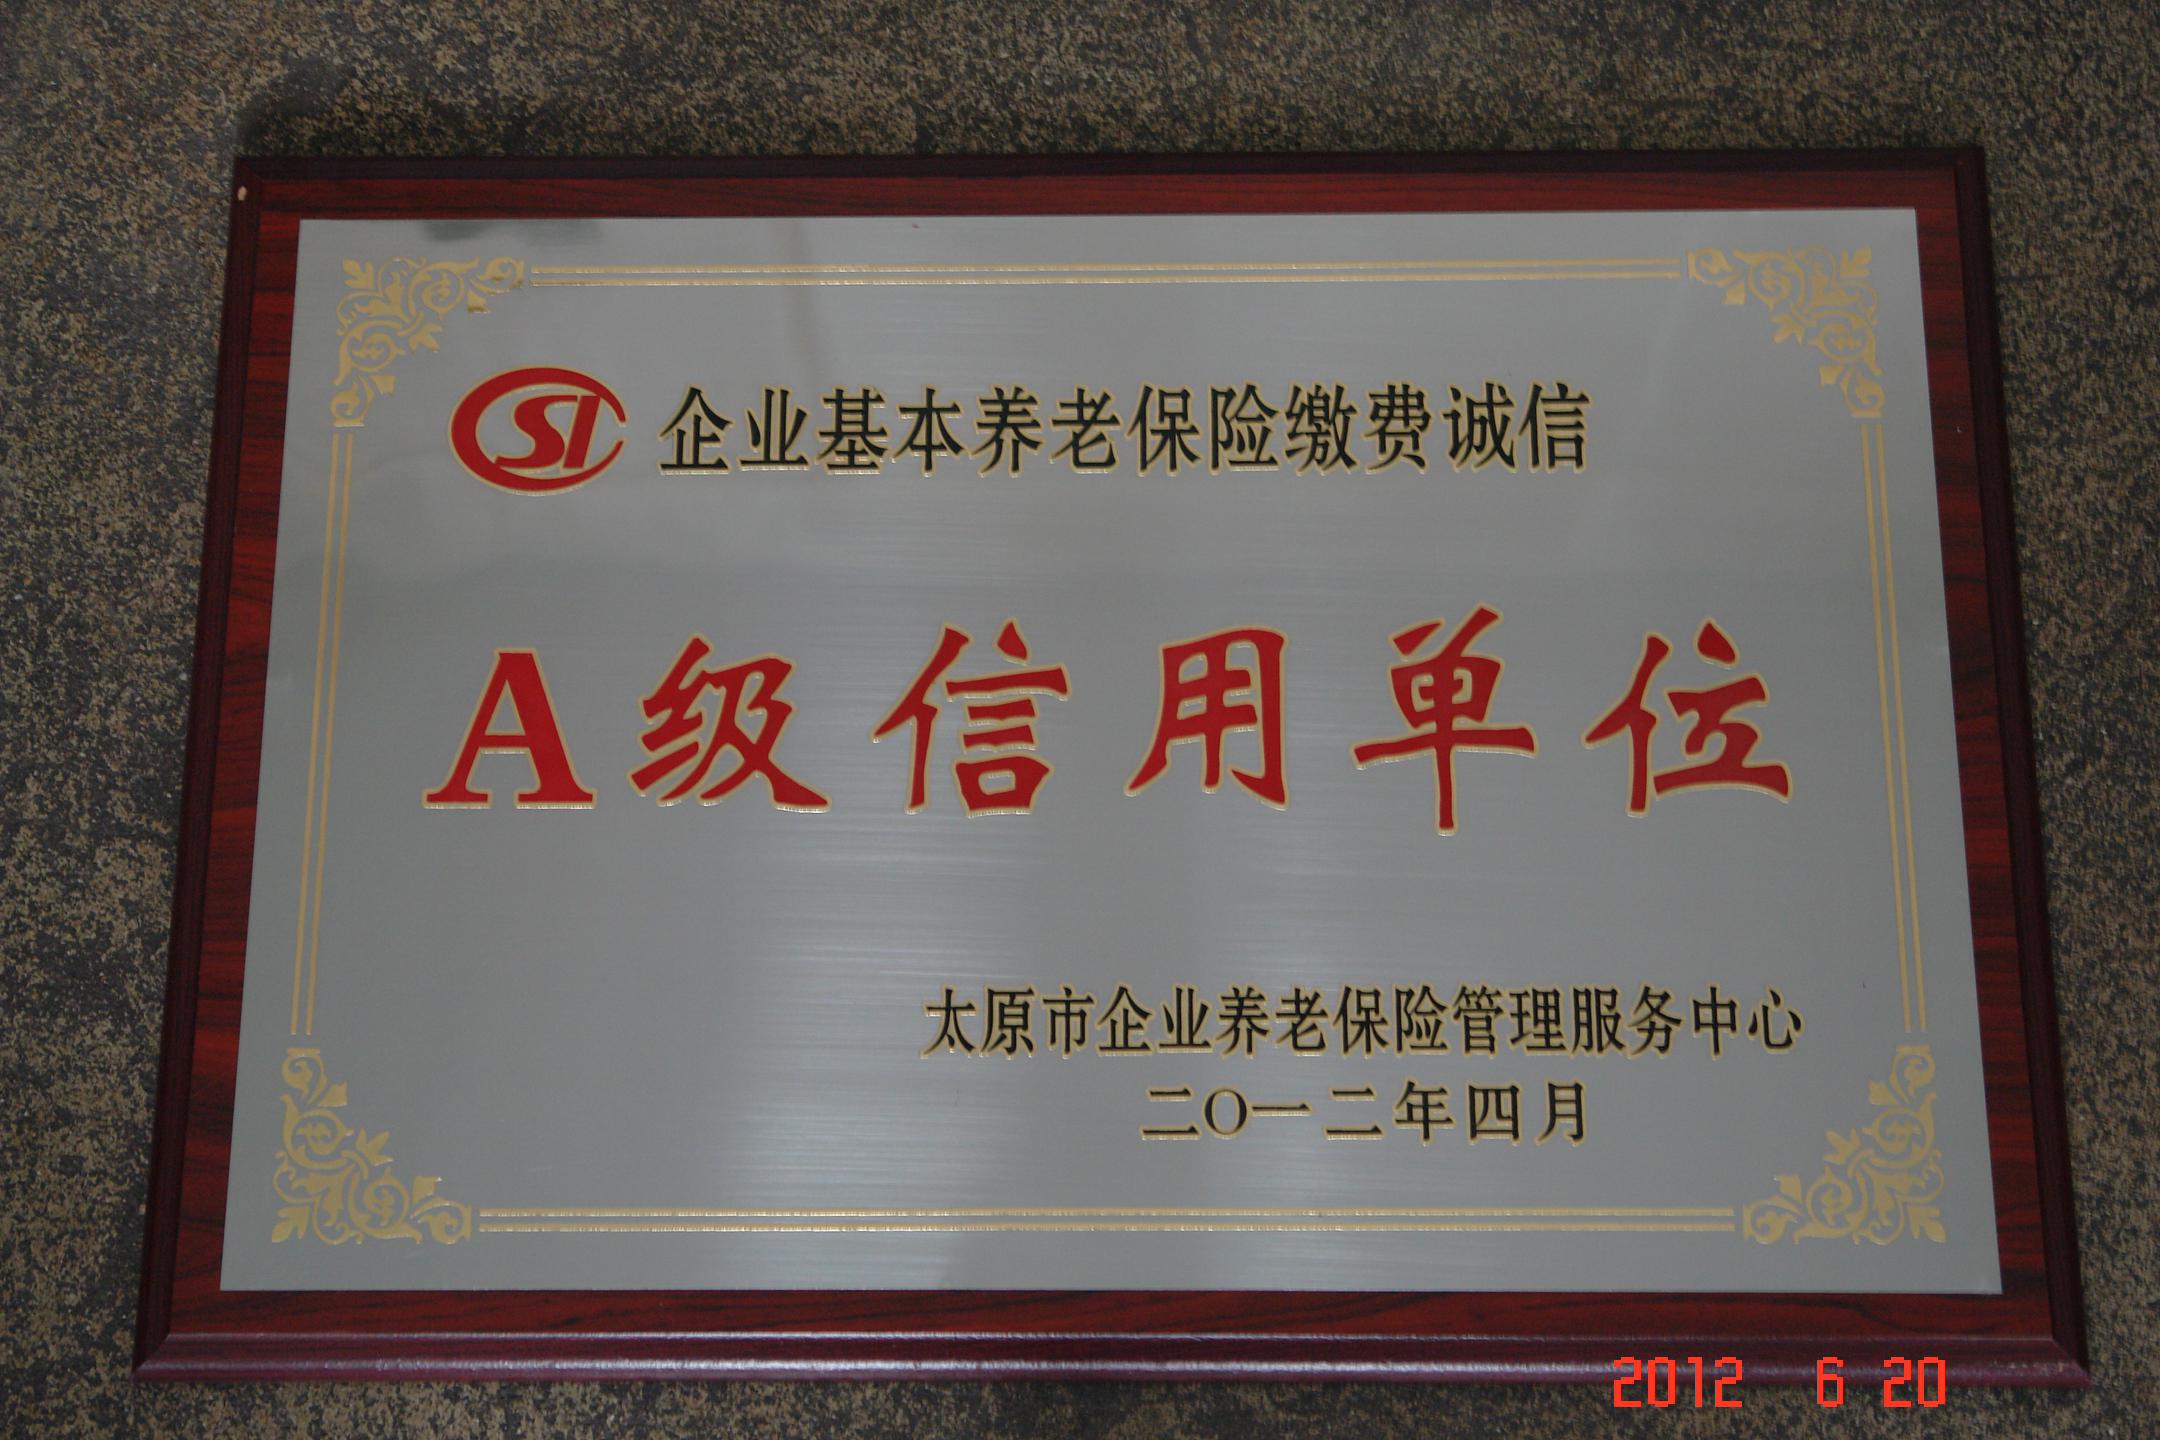 CSI 企业基本养老保险缴费诚信
A级信用单位
太原市企业养老保险管理服务中心
二〇一二年四月
2012 6 20